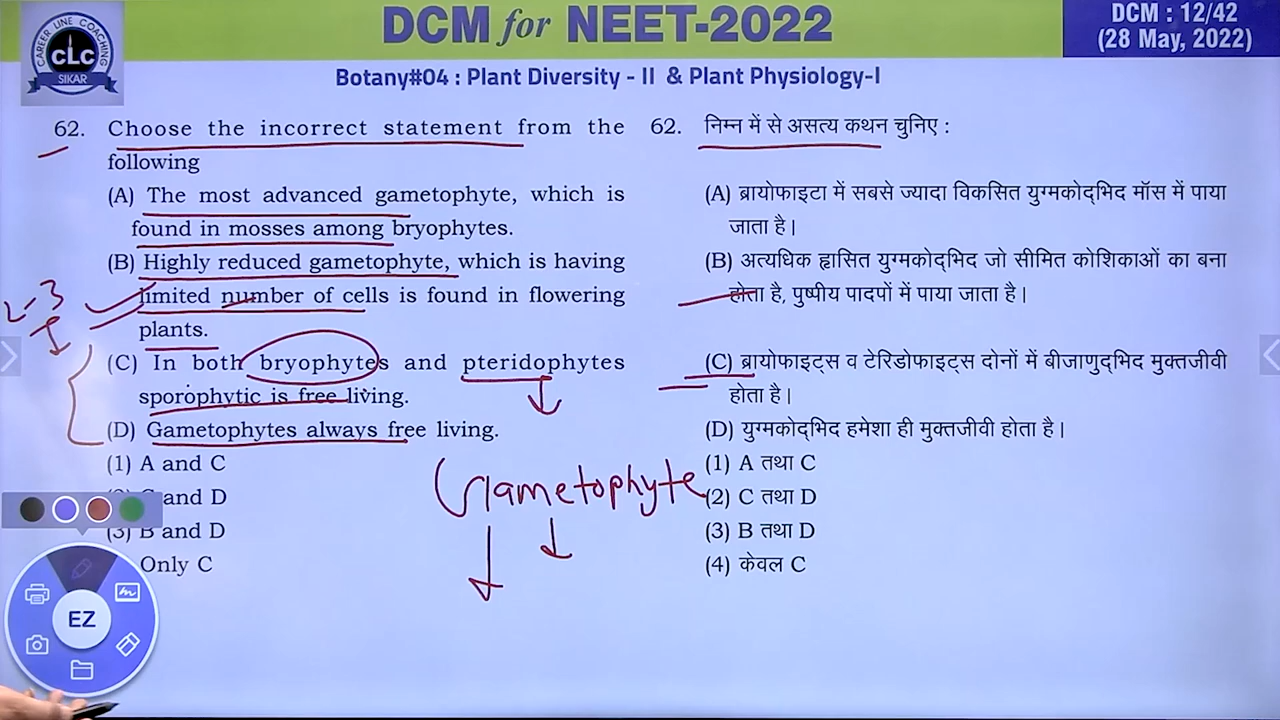 CAREER LINE COACHING
CLC
SIKAR
DCM for NEET-2022
DCM : 12/42
(28 May, 2022)
Botany#04 : Plant Diversity - II & Plant Physiology-I
62. Choose the incorrect statement from the
following
(A) The most advanced gametophyte, which is
found in mosses among bryophytes.
(B) Highly reduced gametophyte, which is having
limited number of cells is found in flowering
plants.
2-3
(C) In both bryophytes and pteridophytes
sporophytic is free living.
(D) Gametophytes always free living.
(1) A and C
and D
(3) B and D
Only C
Gametophyte
62. निम्न में से असत्य कथन चुनिए :
(A) ब्रायोफाइटा में सबसे ज्यादा विकसित युग्मकोद्भिद मॉस में पाया
जाता है।
(B) अत्यधिक ह्रासित युग्मकोद्भिद जो सीमित कोशिकाओं का बना
होता है, पुष्पीय पादपों में पाया जाता है।
(C) ब्रायोफाइट्स व टेरिडोफाइट्स दोनों में बीजाणुद्भिद मुक्तजीवी
होता है।
(D) युग्मकोद्भिद हमेशा ही मुक्तजीवी होता है।
(1) A तथा C
(2) C तथा D
(3) B तथा D
(4) केवल C
EZ